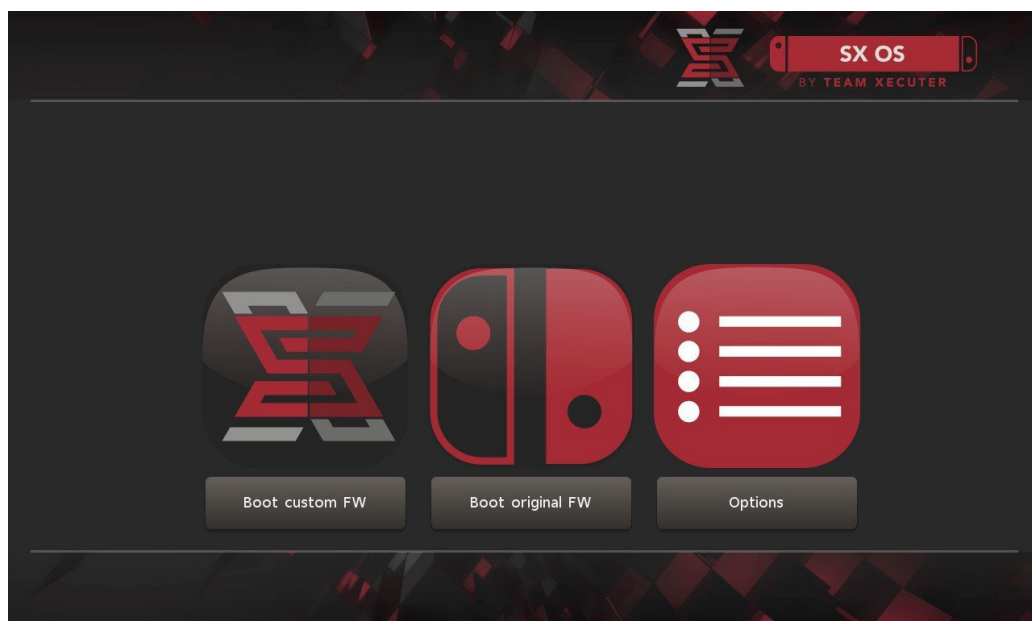 SX OS
BY TEAM XECUTER
Boot custom FW
Boot original FW
Options